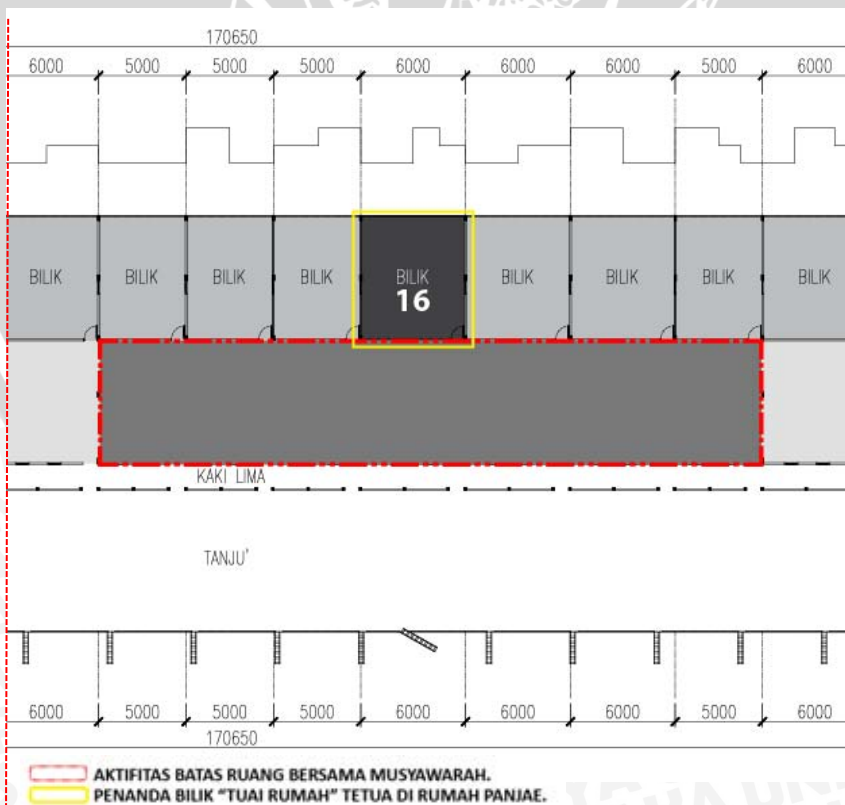 170650
6000 5000 5000 5000 6000 6000 6000 5000 6000
BILIK BILIK BILIK BILIK BILIK BILIK BILIK BILIK BILIK
16
KAKI LIMA
TANJU'
6000 5000 5000 5000 6000 6000 6000 5000 6000
170650
AKTIFITAS BATAS RUANG BERSAMA MUSYAWARAH.
PENANDA BILIK "TUAI RUMAH" TETUA DI RUMAH PANJAE.